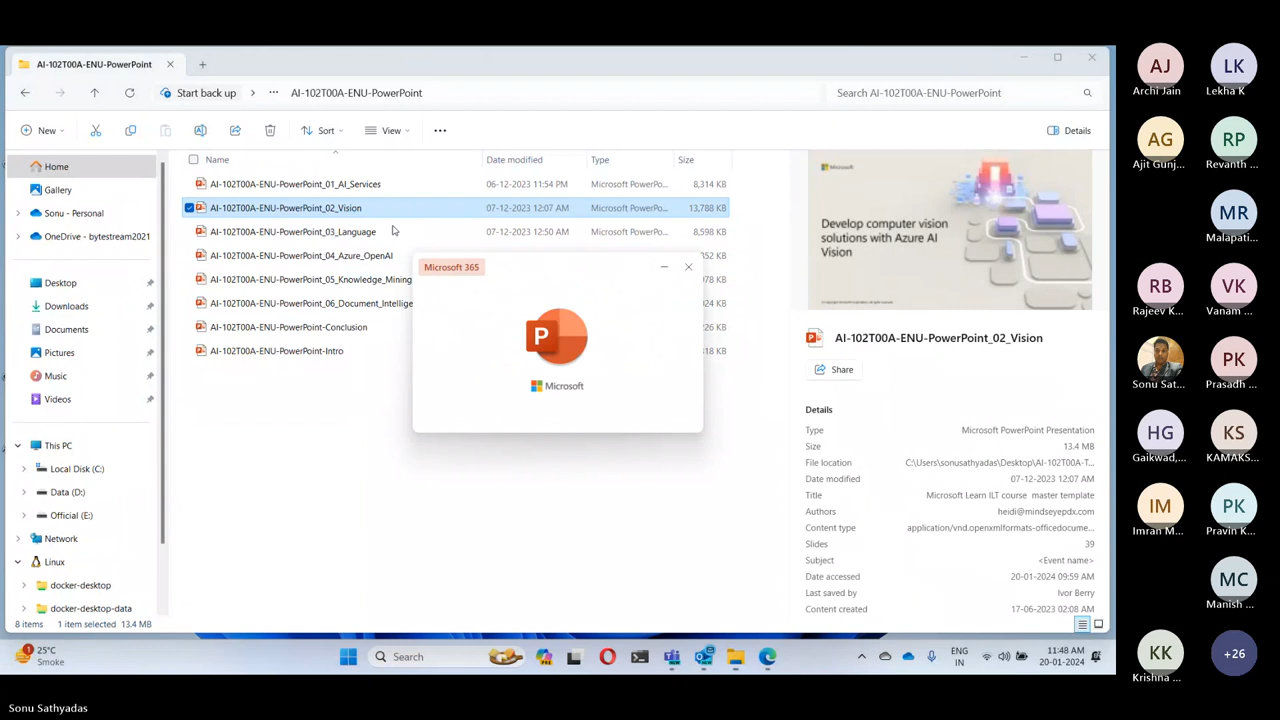 AI-102T00A-ENU-PowerPoint
Start back up
AI-102T00A-ENU-PowerPoint
Search AI-102T00A-ENU-PowerPoint
New
Sort
View
Details
Home
Gallery
Sonu - Personal
OneDrive - bytestream2021
Desktop
Downloads
Documents
Pictures
Music
Videos
This PC
Local Disk (C:)
Data (D:)
Official (E:)
Network
Linux
docker-desktop
docker-desktop-data
Name Date modified Type Size
AI-102T00A-ENU-PowerPoint_01_AI_Services 06-12-2023 11:54 PM Microsoft PowerPo... 8,314 KB
AI-102T00A-ENU-PowerPoint_02_Vision 07-12-2023 12:07 AM Microsoft PowerPo... 13,788 KB
AI-102T00A-ENU-PowerPoint_03_Language 07-12-2023 12:50 AM Microsoft PowerPo... 8,598 KB
AI-102T00A-ENU-PowerPoint_04_Azure_OpenAI 352 KB
AI-102T00A-ENU-PowerPoint_05_Knowledge_Mining 978 KB
AI-102T00A-ENU-PowerPoint_06_Document_Intellige 324 KB
AI-102T00A-ENU-PowerPoint-Conclusion 226 KB
AI-102T00A-ENU-PowerPoint-Intro 318 KB
Microsoft 365
P
Microsoft
Microsoft
Develop computer vision
solutions with Azure AI
Vision
AI-102T00A-ENU-PowerPoint_02_Vision
Share
Details
Type Microsoft PowerPoint Presentation
Size 13.4 MB
File location C:\Users\sonusathyadas\Desktop\AI-102T00A-T...
Date modified 07-12-2023 12:07 AM
Title Microsoft Learn ILT course master template
Authors heidi@mindseyepdx.com
Content type application/vnd.openxmlformats-officedocume...
Slides 39
Subject <Event name>
Date accessed 20-01-2024 09:59 AM
Last saved by Ivor Berry
Content created 17-06-2023 02:08 AM
8 items 1 item selected 13.4 MB
1
25°C
Smoke
Search
ENG
IN
11:48 AM
20-01-2024
AJ
Archi Jain
LK
Lekha K
AG
Ajit Gunj...
RP
Revanth ...
MR
Malapati...
RB
Rajeev K...
VK
Vanam ...
Sonu Sat...
PK
Prasadh ...
HG
Gaikwad,...
KS
KAMAKS...
IM
Imran M...
PK
Pravin K...
MC
Manish ...
KK
Krishna ...
+26
Sonu Sathyadas